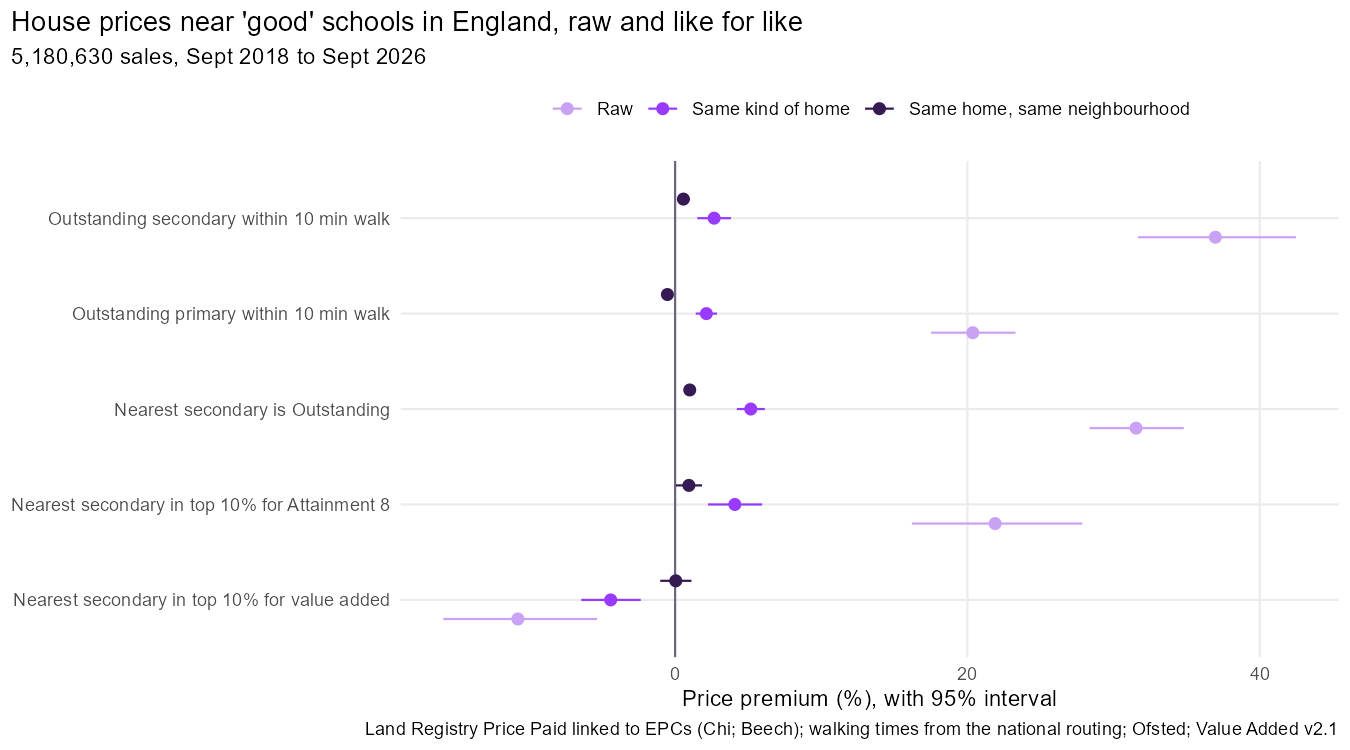 House prices near 'good' schools in England, raw and like for like
5,180,630 sales, Sept 2018 to Sept 2026
Raw
Same kind of home
Same home, same neighbourhood
Outstanding secondary within 10 min walk
Outstanding primary within 10 min walk
Nearest secondary is Outstanding
Nearest secondary in top 10% for Attainment 8
Nearest secondary in top 10% for value added
0
20
40
Price premium (%), with 95% interval
Land Registry Price Paid linked to EPCs (Chi; Beech); walking times from the national routing; Ofsted; Value Added v2.1